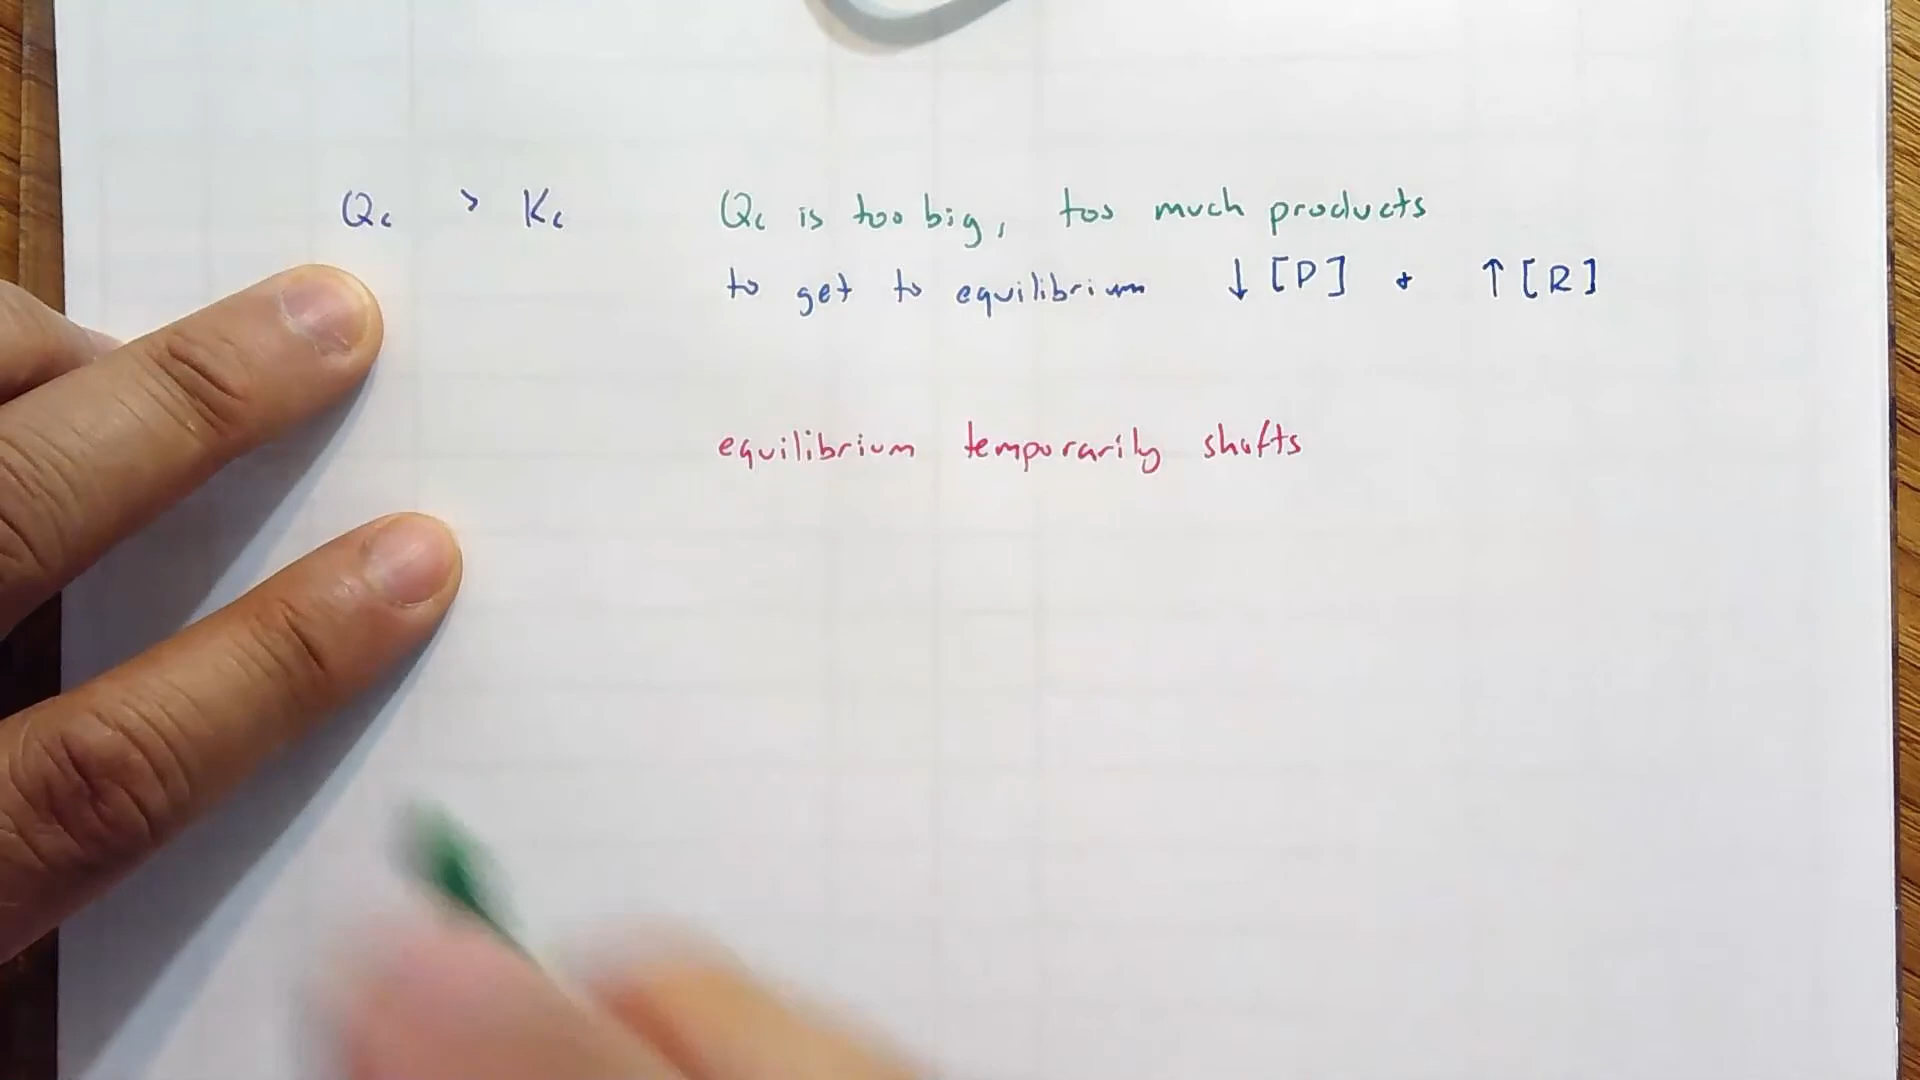 Qc > Kc Qc is too big, too much products
to get to equilibrium ↓ [P] + ↑ [R]
equilibrium temporarily shifts